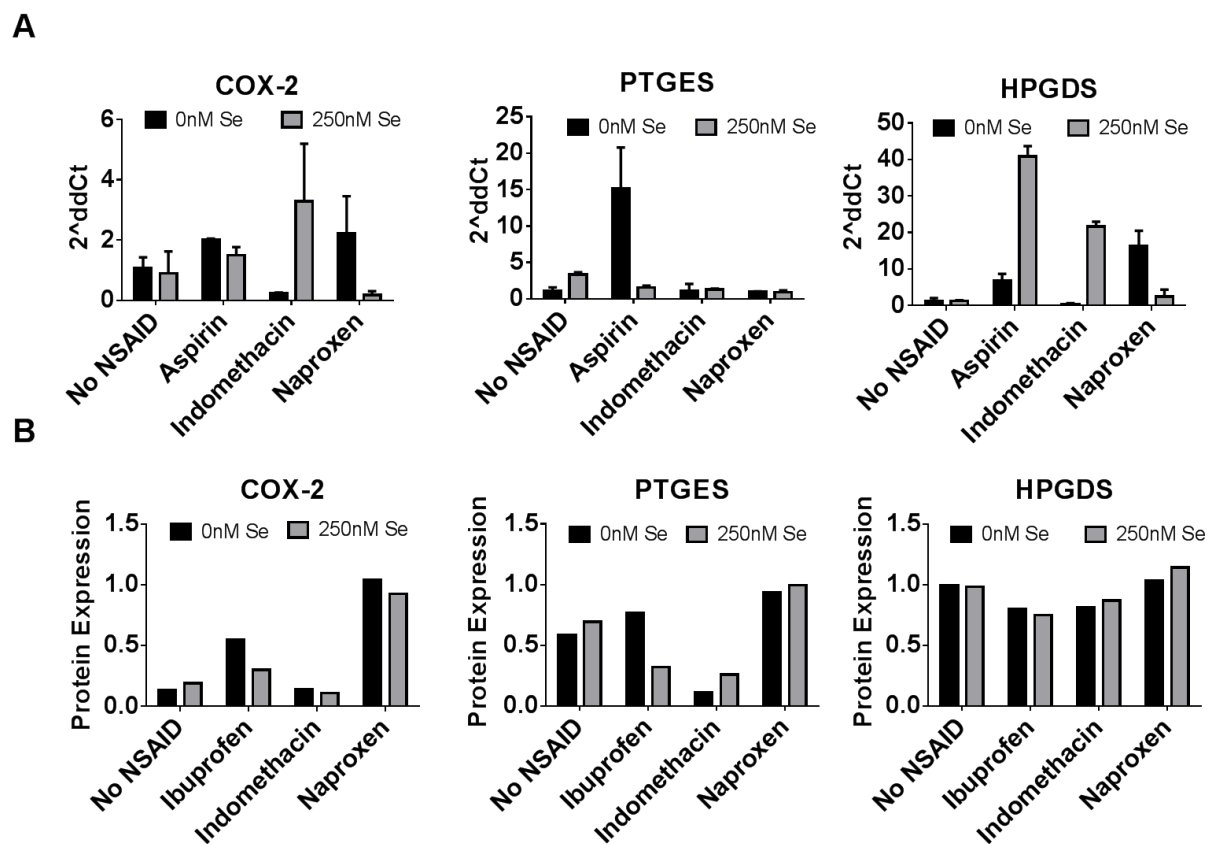 A
COX-2
0nM Se 250nM Se
2^ddCt
6
4
2
0
No NSAID
Aspirin
Indomethacin
Naproxen
PTGES
0nM Se 250nM Se
2^ddCt
25
20
15
10
5
0
No NSAID
Aspirin
Indomethacin
Naproxen
HPGDS
0nM Se 250nM Se
2^ddCt
50
40
30
20
10
0
No NSAID
Aspirin
Indomethacin
Naproxen
B
COX-2
0nM Se 250nM Se
Protein Expression
1.5
1.0
0.5
0.0
No NSAID
Ibuprofen
Indomethacin
Naproxen
PTGES
0nM Se 250nM Se
Protein Expression
1.5
1.0
0.5
0.0
No NSAID
Ibuprofen
Indomethacin
Naproxen
HPGDS
0nM Se 250nM Se
Protein Expression
1.5
1.0
0.5
0.0
No NSAID
Ibuprofen
Indomethacin
Naproxen